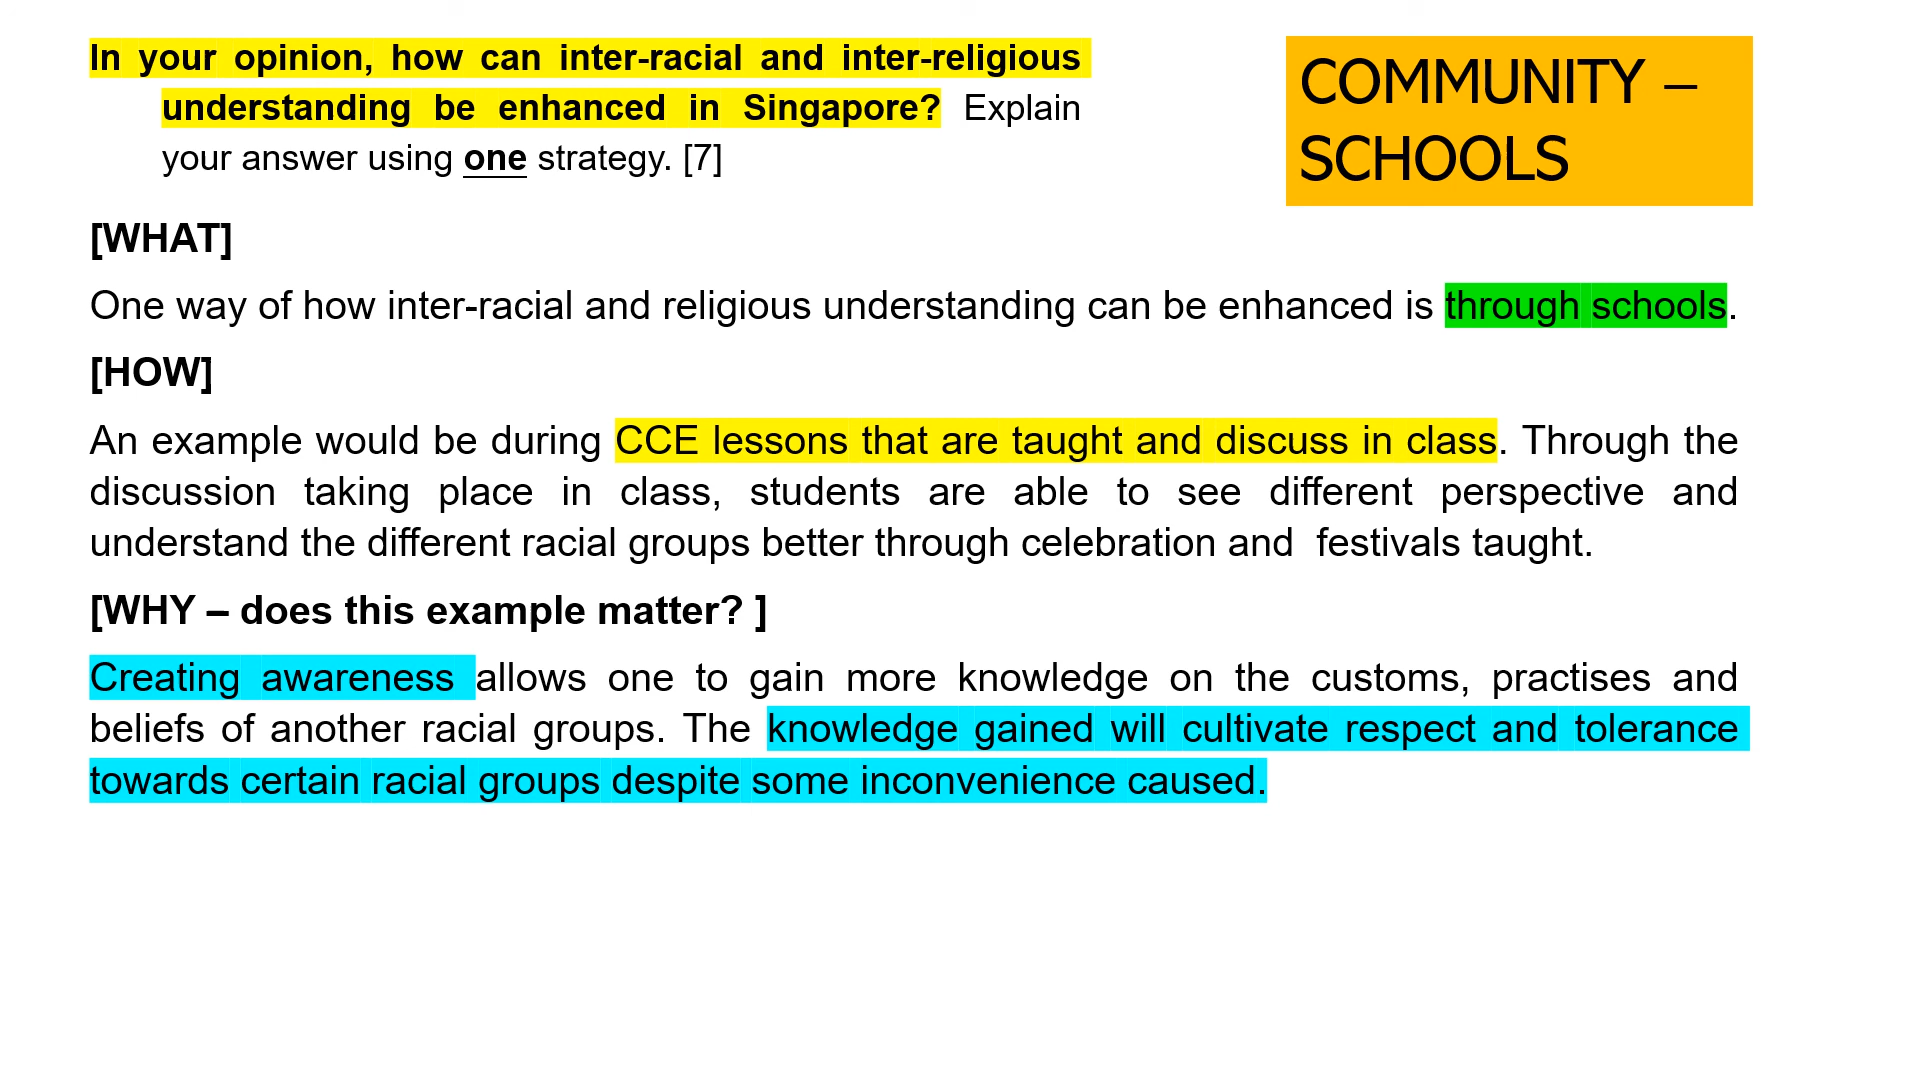 In your opinion, how can inter-racial and inter-religious
understanding be enhanced in Singapore? Explain
your answer using one strategy. [7]
COMMUNITY –
SCHOOLS
[WHAT]
One way of how inter-racial and religious understanding can be enhanced is through schools.
[HOW]
An example would be during CCE lessons that are taught and discuss in class. Through the
discussion taking place in class, students are able to see different perspective and
understand the different racial groups better through celebration and  festivals taught.
[WHY – does this example matter? ]
Creating awareness allows one to gain more knowledge on the customs, practises and
beliefs of another racial groups. The knowledge gained will cultivate respect and tolerance
towards certain racial groups despite some inconvenience caused.